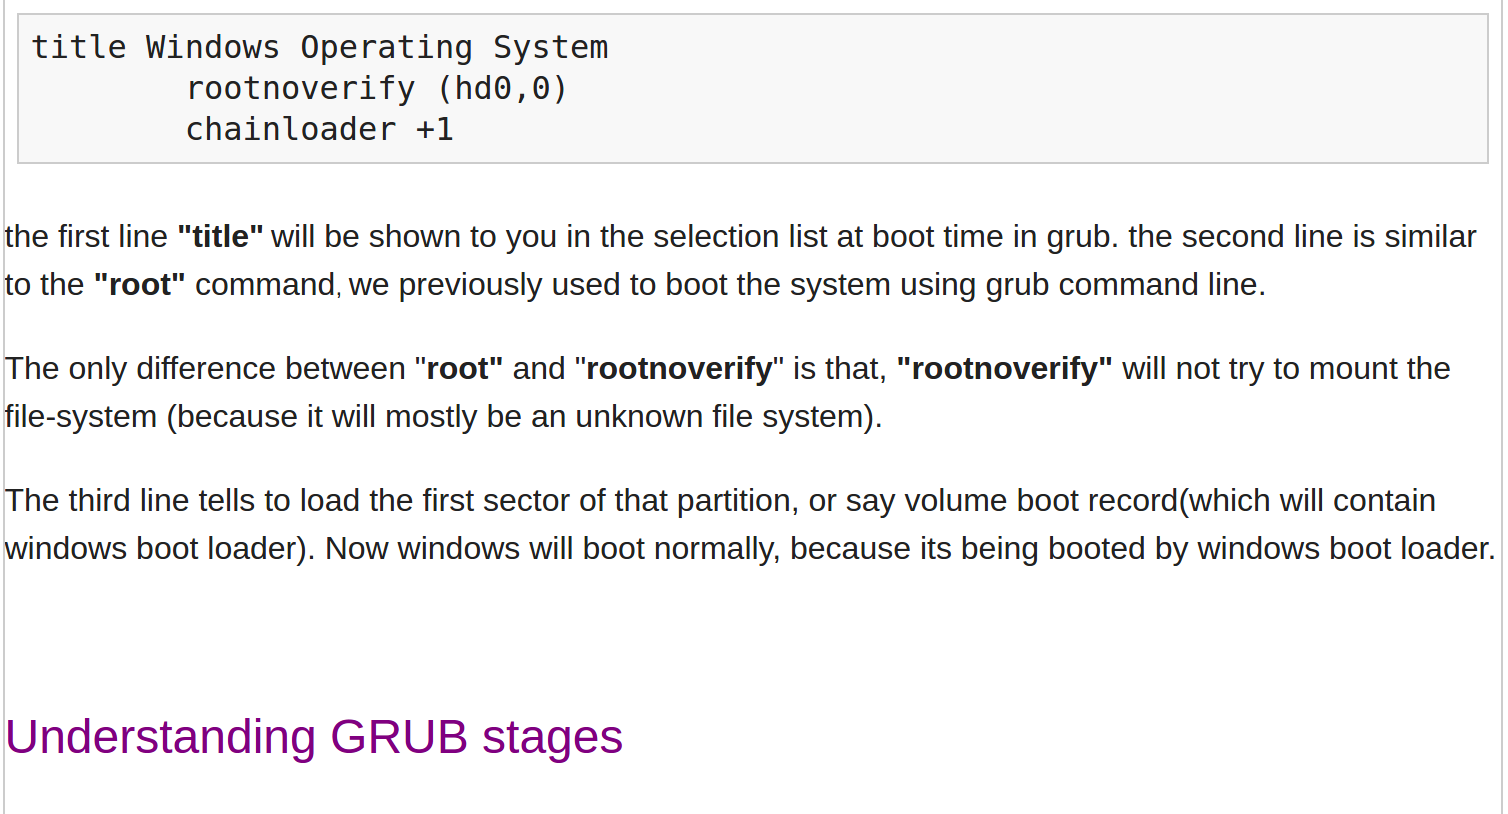 title Windows Operating System
rootnoverify (hd0,0)
chainloader +1
the first line "title" will be shown to you in the selection list at boot time in grub. the second line is similar
to the "root" command, we previously used to boot the system using grub command line.
The only difference between "root" and "rootnoverify" is that, "rootnoverify" will not try to mount the
file-system (because it will mostly be an unknown file system).
The third line tells to load the first sector of that partition, or say volume boot record(which will contain
windows boot loader). Now windows will boot normally, because its being booted by windows boot loader.
Understanding GRUB stages